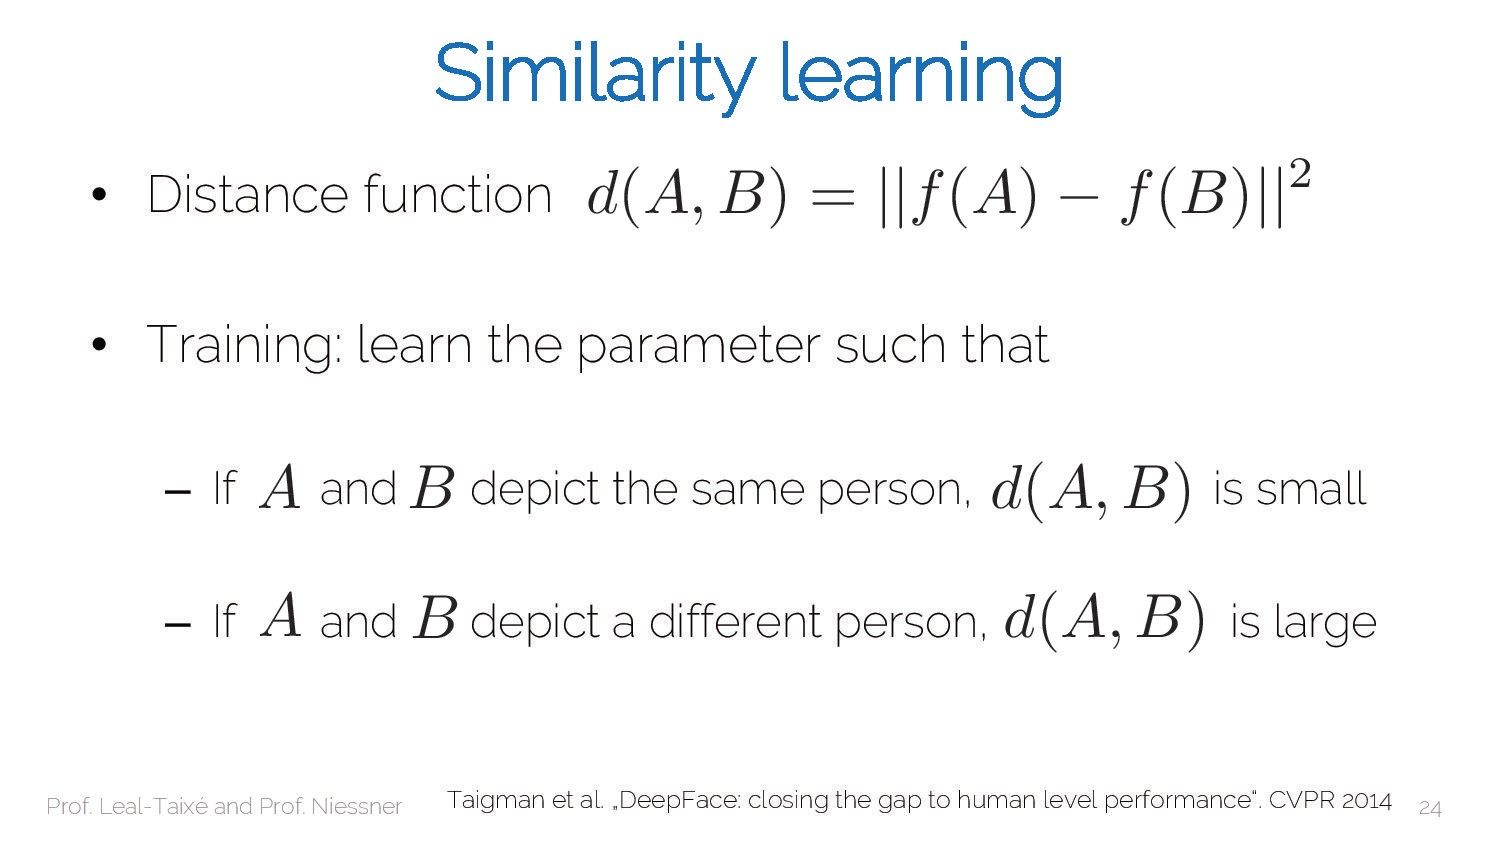 Similarity learning
• Distance function d(A, B) = ||f(A) − f(B)||²
• Training: learn the parameter such that
– If A and B depict the same person, d(A, B) is small
– If A and B depict a different person, d(A, B) is large
Prof. Leal-Taixé and Prof. Niessner Taigman et al. „DeepFace: closing the gap to human level performance“. CVPR 2014 24